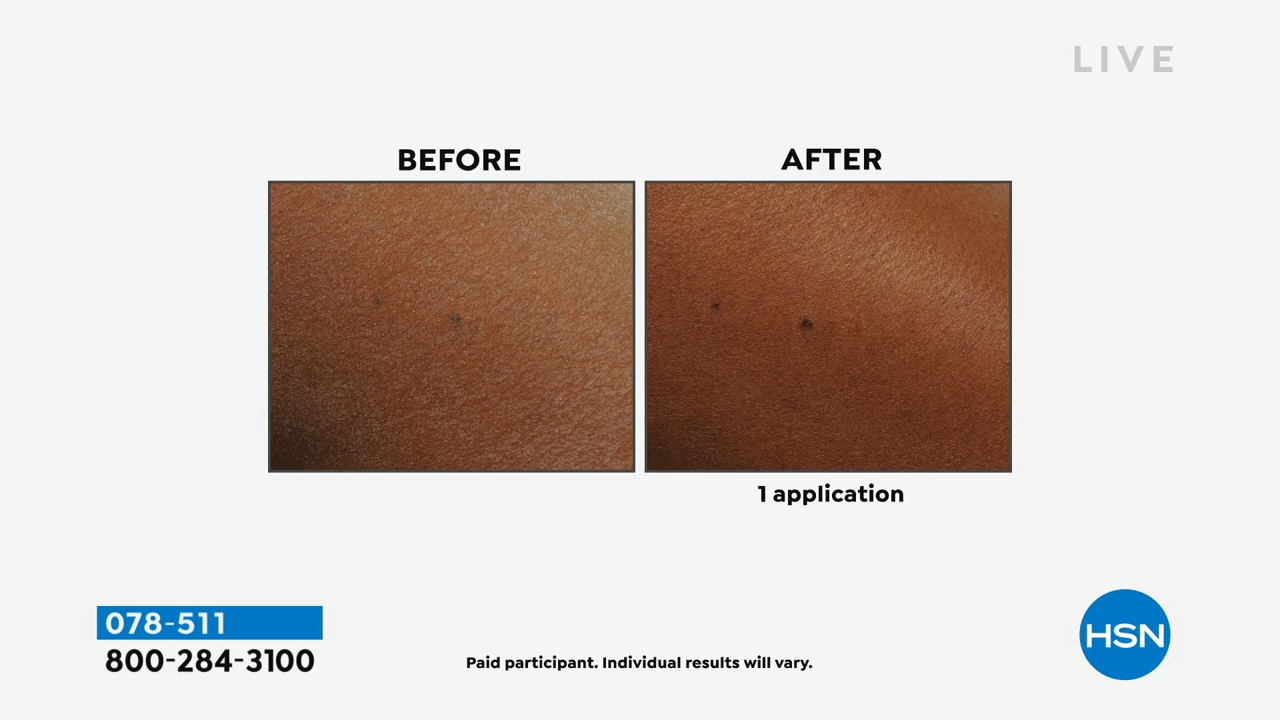 LIVE
BEFORE
AFTER
1 application
078-511
800-284-3100
Paid participant. Individual results will vary.
HSN